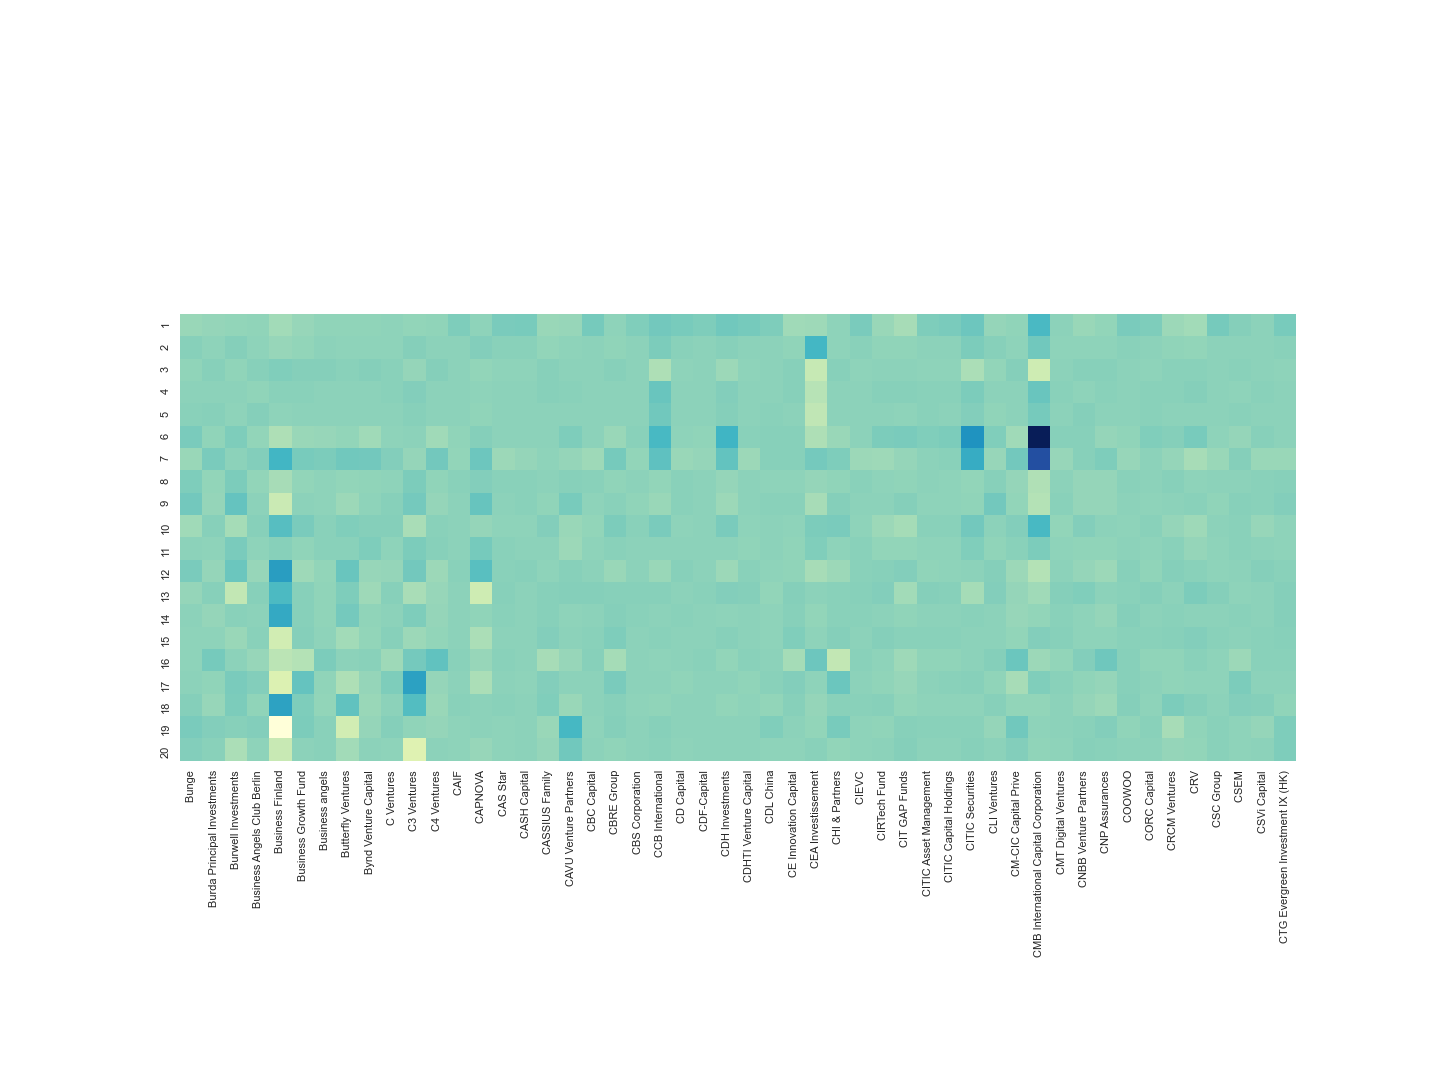 1
2
3
4
5
6
7
8
9
10
11
12
13
14
15
16
17
18
19
20
Bunge
Burda Principal Investments
Burwell Investments
Business Angels Club Berlin
Business Finland
Business Growth Fund
Business angels
Butterfly Ventures
Bynd Venture Capital
C Ventures
C3 Ventures
C4 Ventures
CAIF
CAPNOVA
CAS Star
CASH Capital
CASSIUS Family
CAVU Venture Partners
CBC Capital
CBRE Group
CBS Corporation
CCB International
CD Capital
CDF-Capital
CDH Investments
CDHTI Venture Capital
CDL China
CE Innovation Capital
CEA Investissement
CHI & Partners
CIEVC
CIRTech Fund
CIT GAP Funds
CITIC Asset Management
CITIC Capital Holdings
CITIC Securities
CLI Ventures
CM-CIC Capital Prive
CMB International Capital Corporation
CMT Digital Ventures
CNBB Venture Partners
CNP Assurances
COOWOO
CORC Capital
CRCM Ventures
CRV
CSC Group
CSEM
CSVi Capital
CTG Evergreen Investment IX (HK)